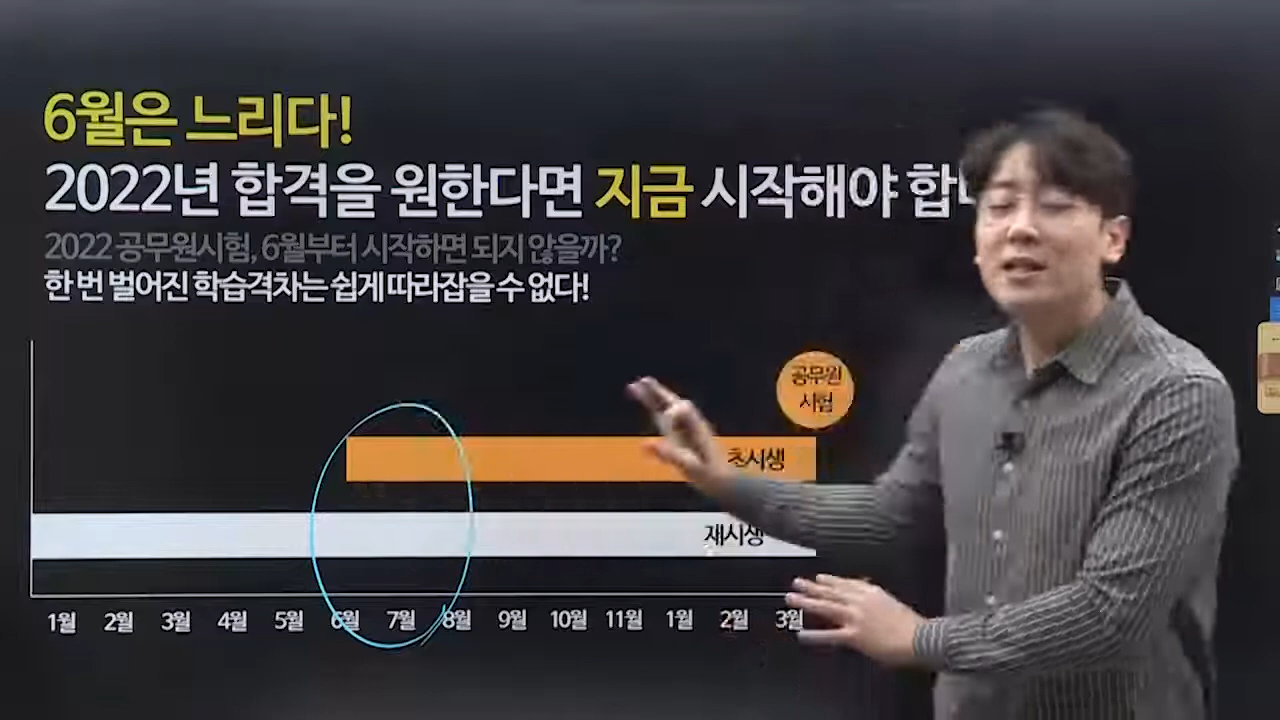 6월은 느리다!
2022년 합격을 원한다면 지금 시작해야 합
2022 공무원시험, 6월부터 시작하면 되지 않을까?
한 번 벌어진 학습격차는 쉽게 따라잡을 수 없다!
공무원
시험
초시생
재시생
1월 2월 3월 4월 5월 6월 7월 8월 9월 10월 11월 1월 2월 3월